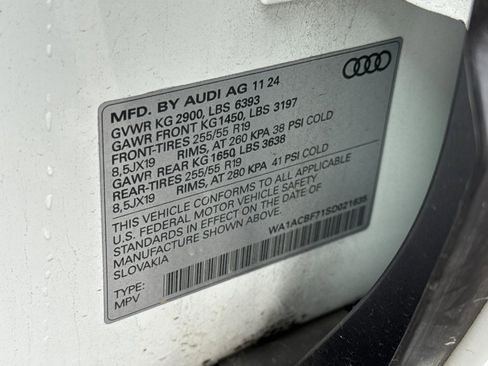 MFD. BY AUDI AG 11 24
GVWR KG 2900, LBS 6393
GAWR FRONT KG 1450, LBS 3197
FRONT-TIRES 255/55 R19
8,5JX19 RIMS, AT 260 KPA 38 PSI COLD
GAWR REAR KG 1650, LBS 3638
REAR-TIRES 255/55 R19
8,5JX19 RIMS, AT 280 KPA 41 PSI COLD
THIS VEHICLE CONFORMS TO ALL APPLICABLE
U.S. FEDERAL MOTOR VEHICLE SAFETY
STANDARDS IN EFFECT ON THE DATE OF
MANUFACTURE SHOWN ABOVE.
SLOVAKIA
WA1ACBF71SD021635
TYPE:
MPV